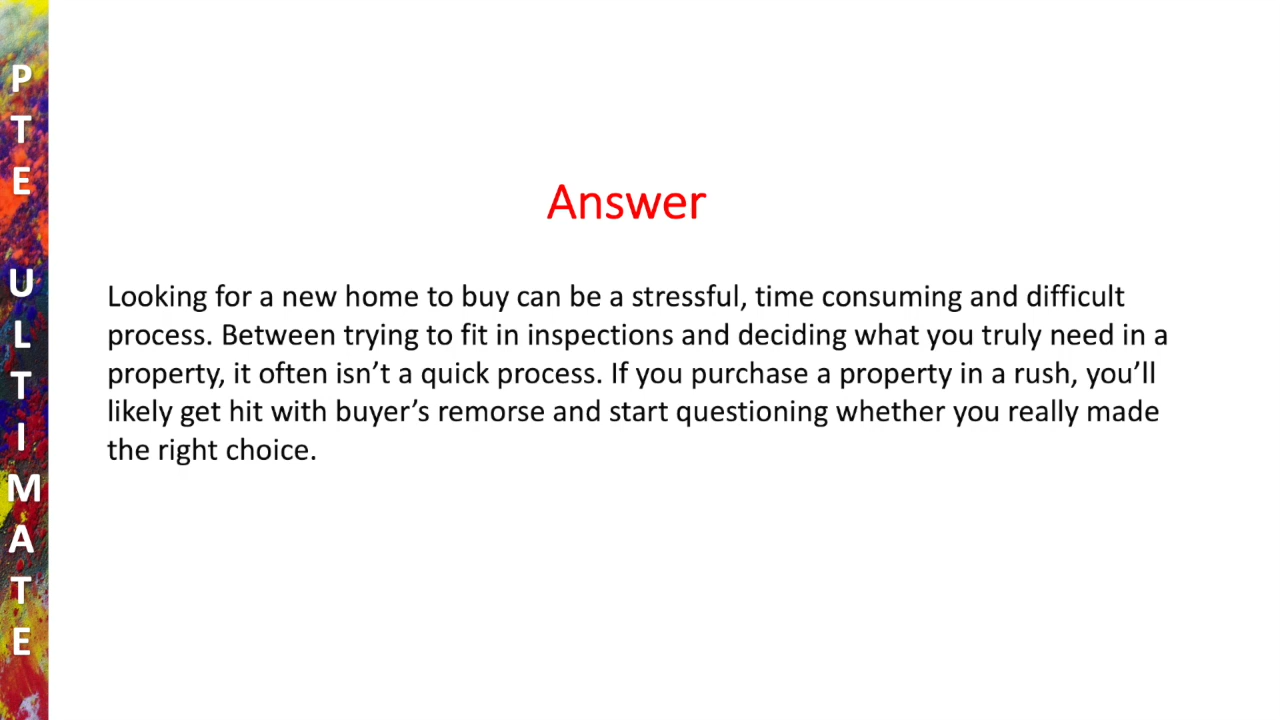 PTE ULTIMATE
Answer
Looking for a new home to buy can be a stressful, time consuming and difficult
process. Between trying to fit in inspections and deciding what you truly need in a
property, it often isn’t a quick process. If you purchase a property in a rush, you’ll
likely get hit with buyer’s remorse and start questioning whether you really made
the right choice.